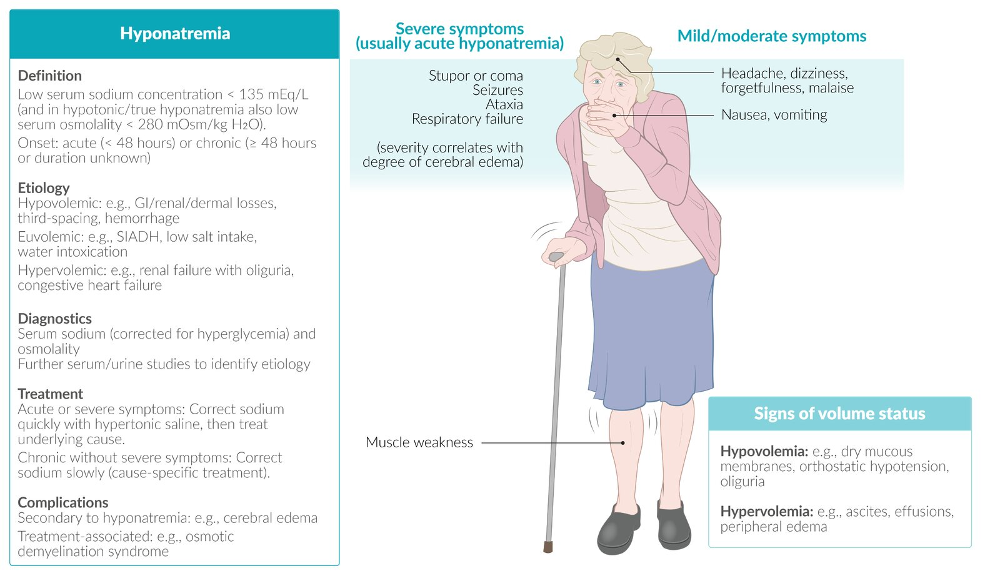 Hyponatremia
Definition
Low serum sodium concentration < 135 mEq/L
(and in hypotonic/true hyponatremia also low
serum osmolality < 280 mOsm/kg H₂O).
Onset: acute (< 48 hours) or chronic (≥ 48 hours
or duration unknown)
Etiology
Hypovolemic: e.g., GI/renal/dermal losses,
third-spacing, hemorrhage
Euvolemic: e.g., SIADH, low salt intake,
water intoxication
Hypervolemic: e.g., renal failure with oliguria,
congestive heart failure
Diagnostics
Serum sodium (corrected for hyperglycemia) and
osmolality
Further serum/urine studies to identify etiology
Treatment
Acute or severe symptoms: Correct sodium
quickly with hypertonic saline, then treat
underlying cause.
Chronic without severe symptoms: Correct
sodium slowly (cause-specific treatment).
Complications
Secondary to hyponatremia: e.g., cerebral edema
Treatment-associated: e.g., osmotic
demyelination syndrome
Severe symptoms
(usually acute hyponatremia)
Stupor or coma
Seizures
Ataxia
Respiratory failure
(severity correlates with
degree of cerebral edema)
Mild/moderate symptoms
Headache, dizziness,
forgetfulness, malaise
Nausea, vomiting
Muscle weakness
Signs of volume status
Hypovolemia: e.g., dry mucous
membranes, orthostatic hypotension,
oliguria
Hypervolemia: e.g., ascites, effusions,
peripheral edema